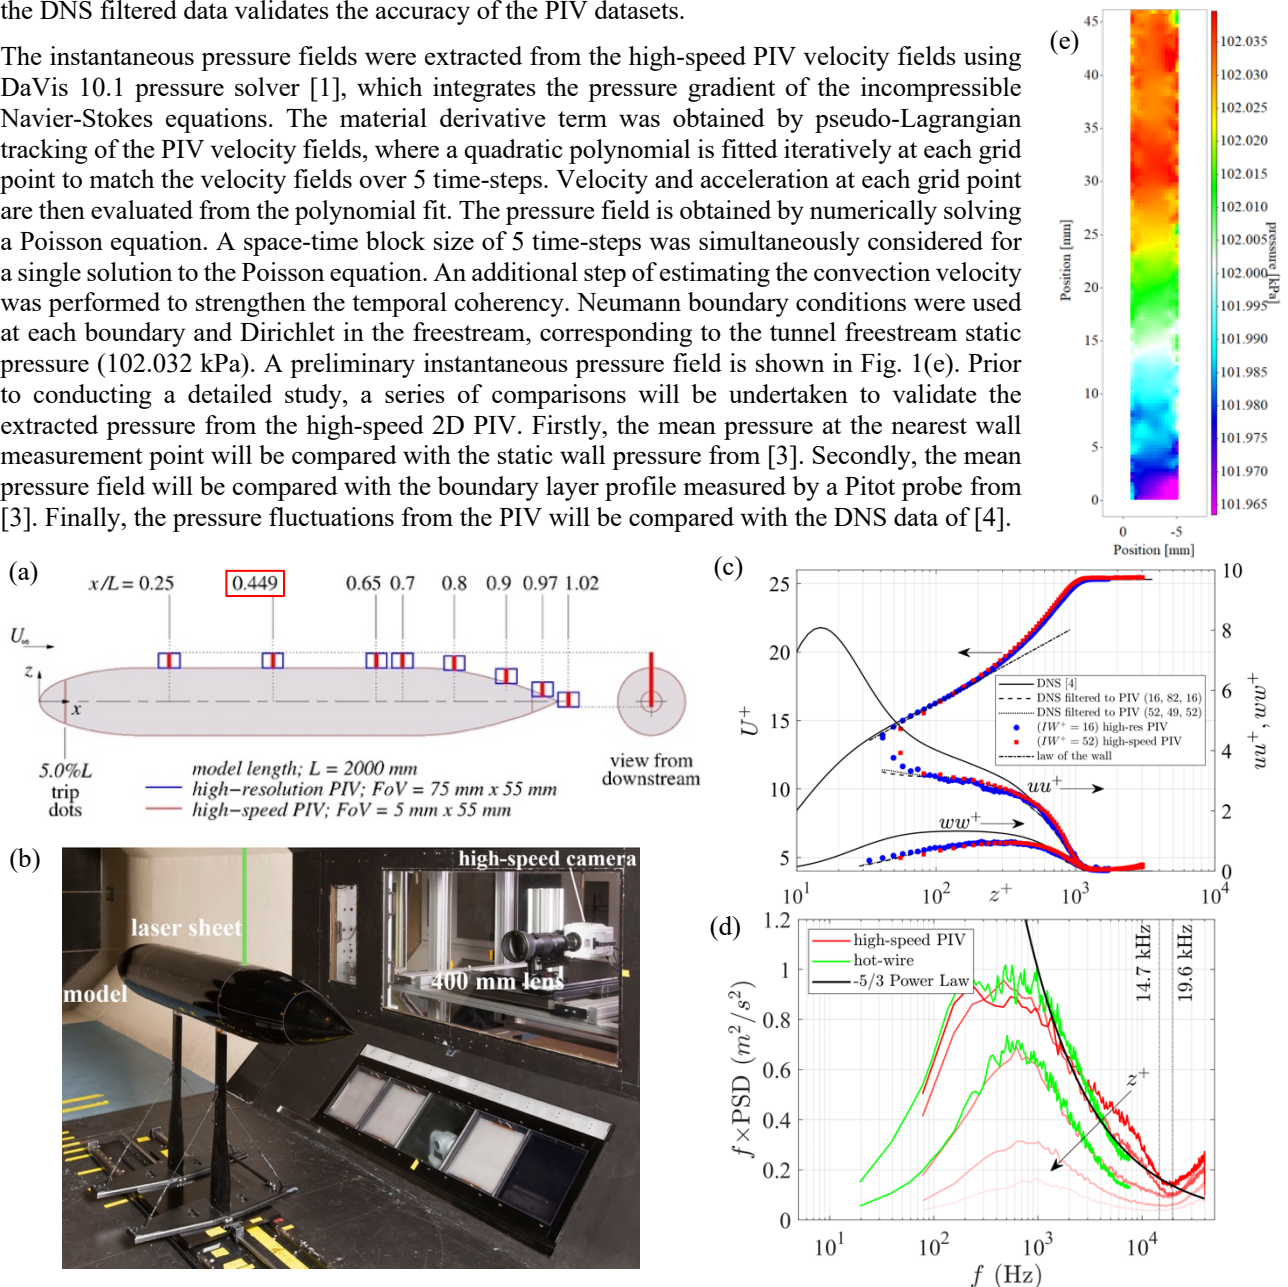 the DNS filtered data validates the accuracy of the PIV datasets.
The instantaneous pressure fields were extracted from the high-speed PIV velocity fields using
DaVis 10.1 pressure solver [1], which integrates the pressure gradient of the incompressible
Navier-Stokes equations. The material derivative term was obtained by pseudo-Lagrangian
tracking of the PIV velocity fields, where a quadratic polynomial is fitted iteratively at each grid
point to match the velocity fields over 5 time-steps. Velocity and acceleration at each grid point
are then evaluated from the polynomial fit. The pressure field is obtained by numerically solving
a Poisson equation. A space-time block size of 5 time-steps was simultaneously considered for
a single solution to the Poisson equation. An additional step of estimating the convection velocity
was performed to strengthen the temporal coherency. Neumann boundary conditions were used
at each boundary and Dirichlet in the freestream, corresponding to the tunnel freestream static
pressure (102.032 kPa). A preliminary instantaneous pressure field is shown in Fig. 1(e). Prior
to conducting a detailed study, a series of comparisons will be undertaken to validate the
extracted pressure from the high-speed 2D PIV. Firstly, the mean pressure at the nearest wall
measurement point will be compared with the static wall pressure from [3]. Secondly, the mean
pressure field will be compared with the boundary layer profile measured by a Pitot probe from
[3]. Finally, the pressure fluctuations from the PIV will be compared with the DNS data of [4].
(e)
45
40
35
30
25
20
15
10
5
0
Position [mm]
0 -5
Position [mm]
102.035
102.030
102.025
102.020
102.015
102.010
102.005
102.000
101.995
101.990
101.985
101.980
101.975
101.970
101.965
pressure [kPa]
(a)
x/L = 0.25 0.449 0.65 0.7 0.8 0.9 0.97 1.02
U∞
z
x
5.0%L
trip
dots
model length; L = 2000 mm
high−resolution PIV; FoV = 75 mm x 55 mm
high−speed PIV; FoV = 5 mm x 55 mm
view from
downstream
(b)
high-speed camera
laser sheet
400 mm lens
model
(c)
25
20
15
10
5
U⁺
10
8
6
4
2
0
uu⁺, ww⁺
DNS [4]
DNS filtered to PIV (16, 82, 16)
DNS filtered to PIV (52, 49, 52)
(IW⁺ = 16) high-res PIV
(IW⁺ = 52) high-speed PIV
law of the wall
uu⁺
ww⁺
10¹ 10² z⁺ 10³ 10⁴
(d)
1.2
1
0.8
0.6
0.4
0.2
0
f×PSD (m²/s²)
high-speed PIV
hot-wire
-5/3 Power Law
14.7 kHz
19.6 kHz
z⁺
10¹ 10² 10³ 10⁴
f (Hz)